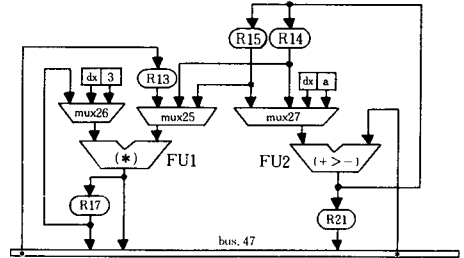 R15 R14
dx 3 R13 dx a
mux26 mux25 mux27
(*) FU1 FU2 (+ > -)
R17 R21
bus. 47